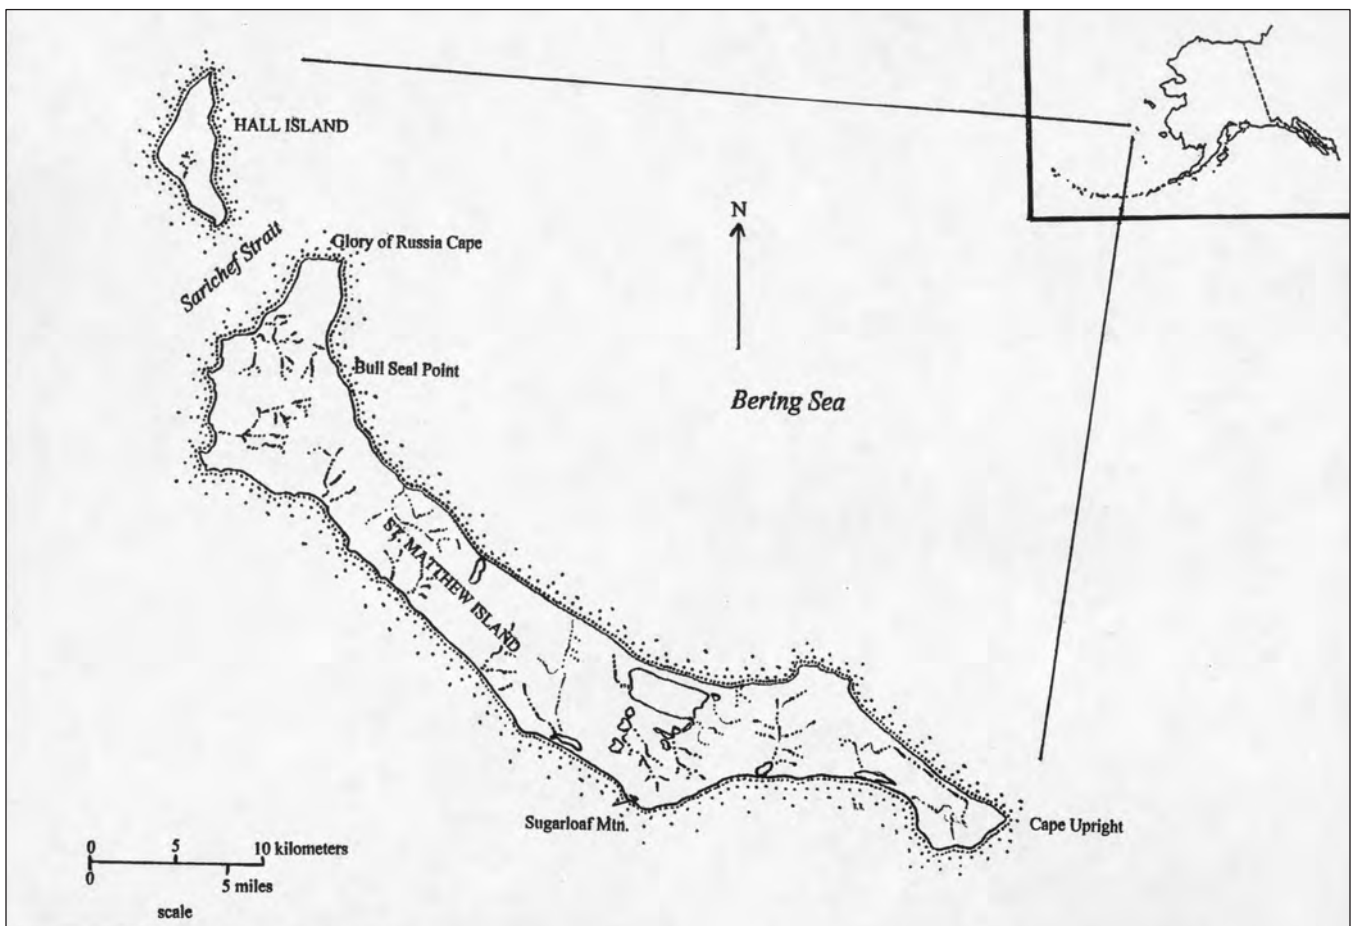 HALL ISLAND
N
Glory of Russia Cape
Sarichef Strait
Bull Seal Point
Bering Sea
ST. MATTHEW ISLAND
Sugarloaf Mtn.
Cape Upright
0 5 10 kilometers
0 5 miles
scale